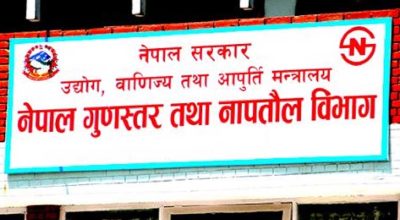 नेपाल सरकार
उद्योग, वाणिज्य तथा आपुर्ति मन्त्रालय
नेपाल गुणस्तर तथा नापतौल विभाग